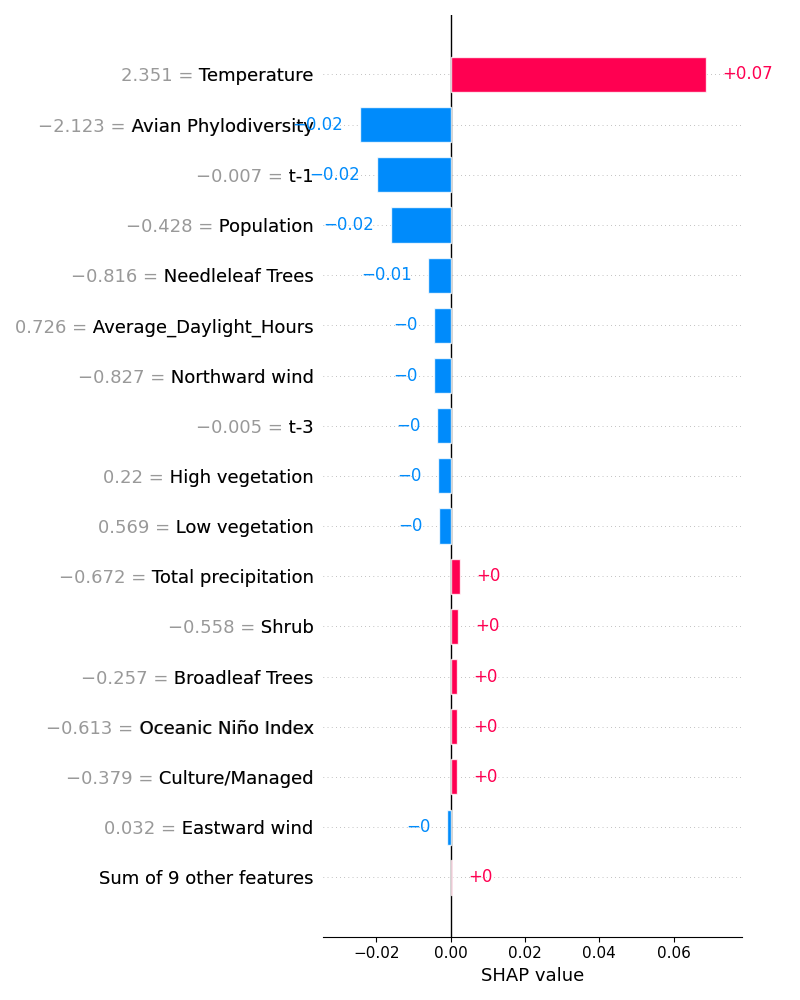 2.351 = Temperature +0.07
−2.123 = Avian Phylodiversity −0.02
−0.007 = t-1 −0.02
−0.428 = Population −0.02
−0.816 = Needleleaf Trees −0.01
0.726 = Average_Daylight_Hours −0
−0.827 = Northward wind −0
−0.005 = t-3 −0
0.22 = High vegetation −0
0.569 = Low vegetation −0
−0.672 = Total precipitation +0
−0.558 = Shrub +0
−0.257 = Broadleaf Trees +0
−0.613 = Oceanic Niño Index +0
−0.379 = Culture/Managed +0
0.032 = Eastward wind −0
Sum of 9 other features +0
−0.02 0.00 0.02 0.04 0.06
SHAP value